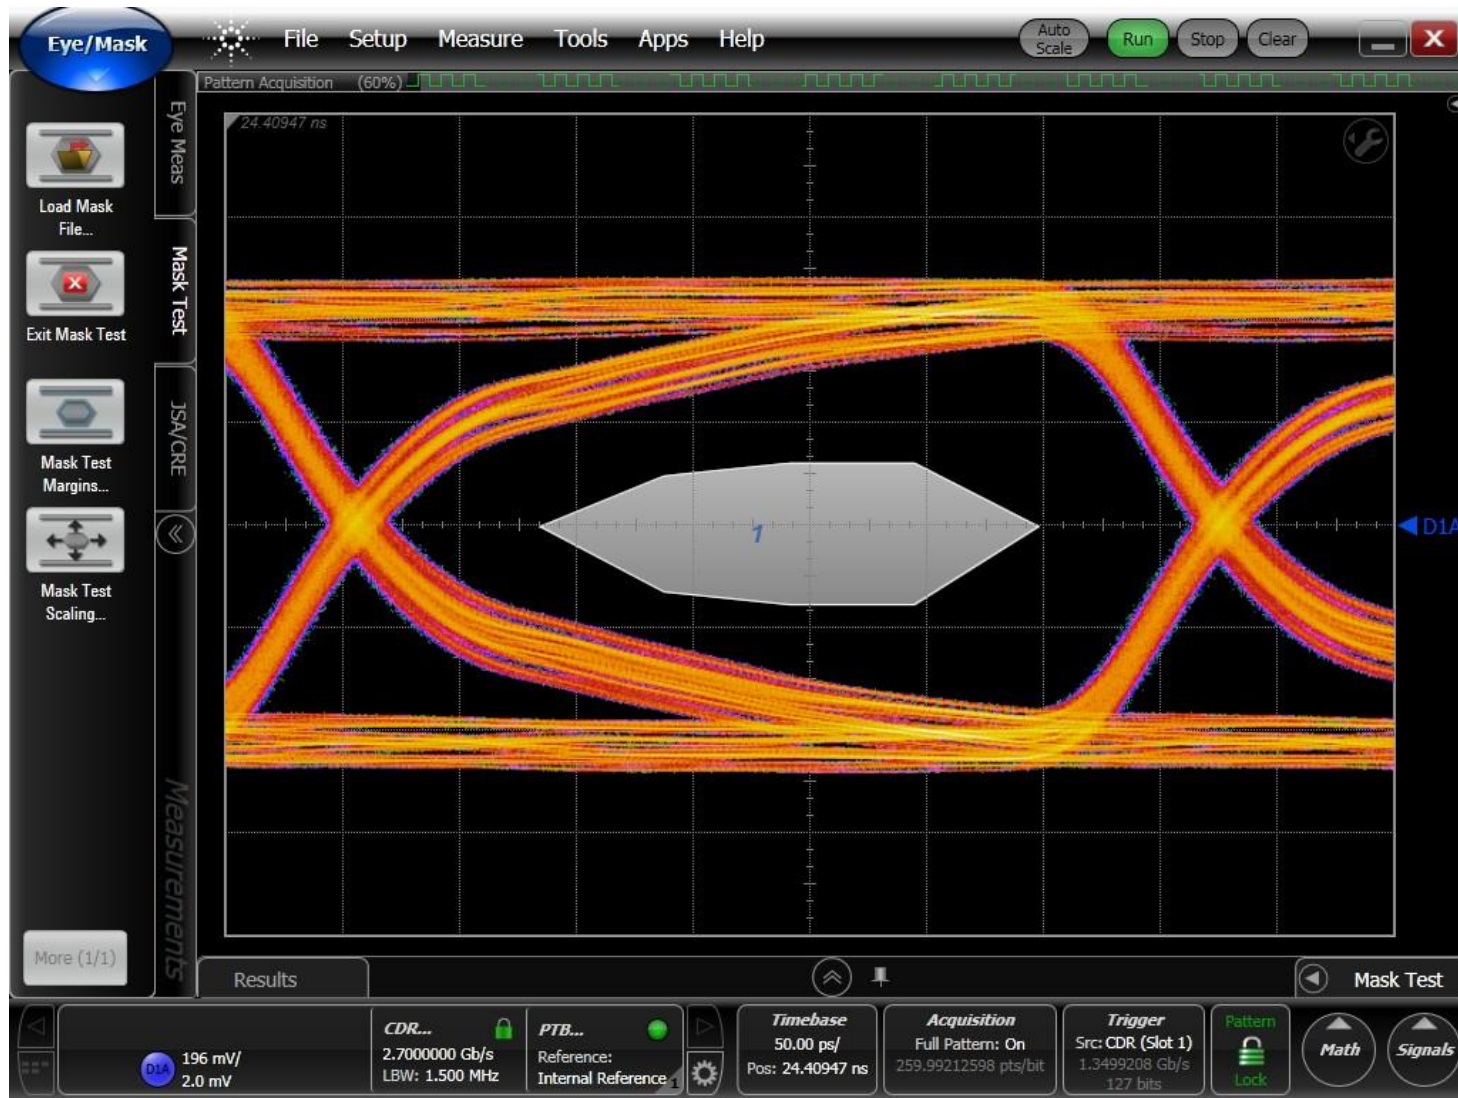 Eye/Mask
File Setup Measure Tools Apps Help
Auto
Scale
Run
Stop
Clear
X
Pattern Acquisition (60%)
24.40947 ns
Load Mask
File...
Exit Mask Test
Mask Test
Margins...
Mask Test
Scaling...
More (1/1)
Eye Meas
Mask Test
JSA/CRE
Measurements
1
D1A
Results
Mask Test
D1A
196 mV/
2.0 mV
CDR...
2.7000000 Gb/s
LBW: 1.500 MHz
PTB...
Reference:
Internal Reference
1
Timebase
50.00 ps/
Pos: 24.40947 ns
Acquisition
Full Pattern: On
259.99212598 pts/bit
Trigger
Src: CDR (Slot 1)
1.3499208 Gb/s
127 bits
Pattern
Lock
Math
Signals